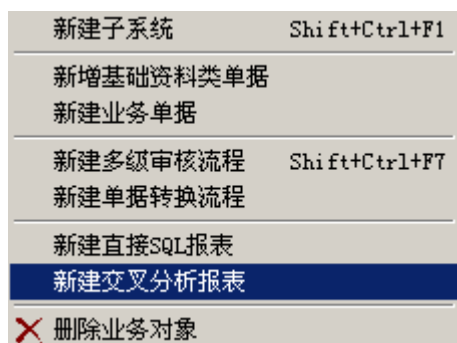 新建子系统 Shift+Ctrl+F1
新增基础资料类单据
新建业务单据
新建多级审核流程 Shift+Ctrl+F7
新建单据转换流程
新建直接SQL报表
新建交叉分析报表
删除业务对象